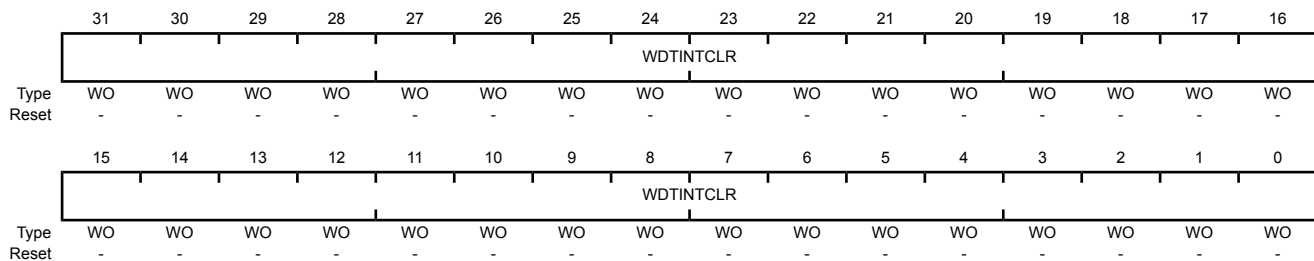 31 30 29 28 27 26 25 24 23 22 21 20 19 18 17 16
WDTINTCLR
Type WO WO WO WO WO WO WO WO WO WO WO WO WO WO WO WO
Reset - - - - - - - - - - - - - - - -
15 14 13 12 11 10 9 8 7 6 5 4 3 2 1 0
WDTINTCLR
Type WO WO WO WO WO WO WO WO WO WO WO WO WO WO WO WO
Reset - - - - - - - - - - - - - - - -